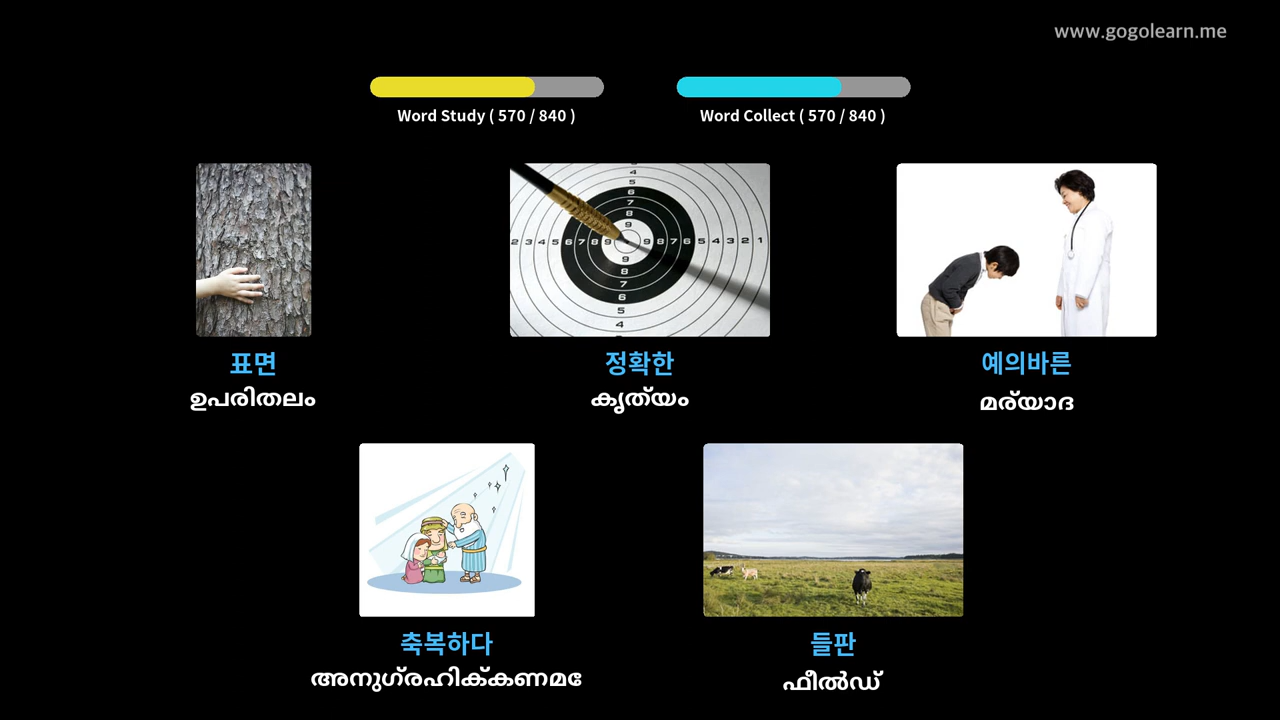 www.gogolearn.me
Word Study ( 570 / 840 )
Word Collect ( 570 / 840 )
표면
ഉപരിതലം
정확한
കൃത്യം
예의바른
മര്യാദ
축복하다
അനുഗ്രഹിക്കണമേ
들판
ഫീൽഡ്